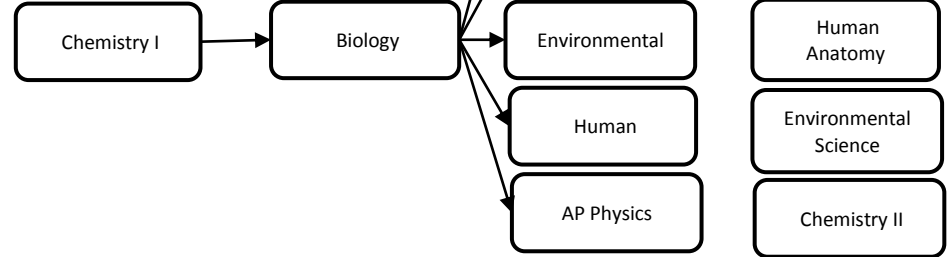 Chemistry I
Biology
Environmental
Human
Anatomy
Human
Environmental
Science
AP Physics
Chemistry II